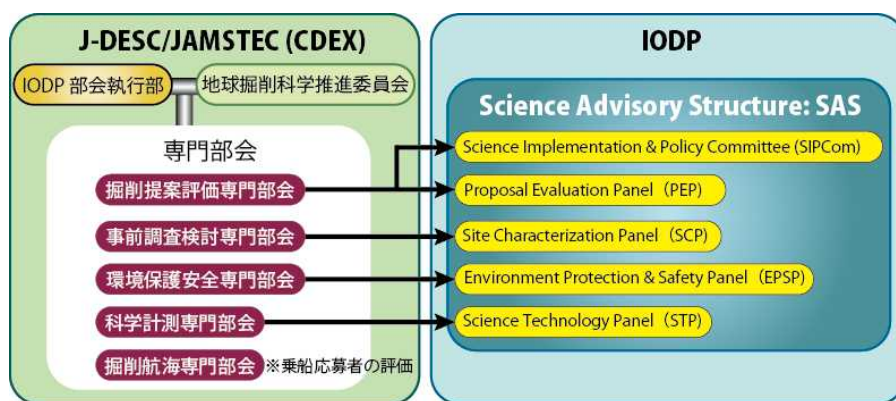 J-DESC/JAMSTEC (CDEX)
IODP 部会執行部
地球掘削科学推進委員会
専門部会
掘削提案評価専門部会
事前調査検討専門部会
環境保護安全専門部会
科学計測専門部会
掘削航海専門部会 ※乗船応募者の評価
IODP
Science Advisory Structure: SAS
Science Implementation & Policy Committee (SIPCom)
Proposal Evaluation Panel（PEP）
Site Characterization Panel（SCP）
Environment Protection & Safety Panel（EPSP）
Science Technology Panel（STP）